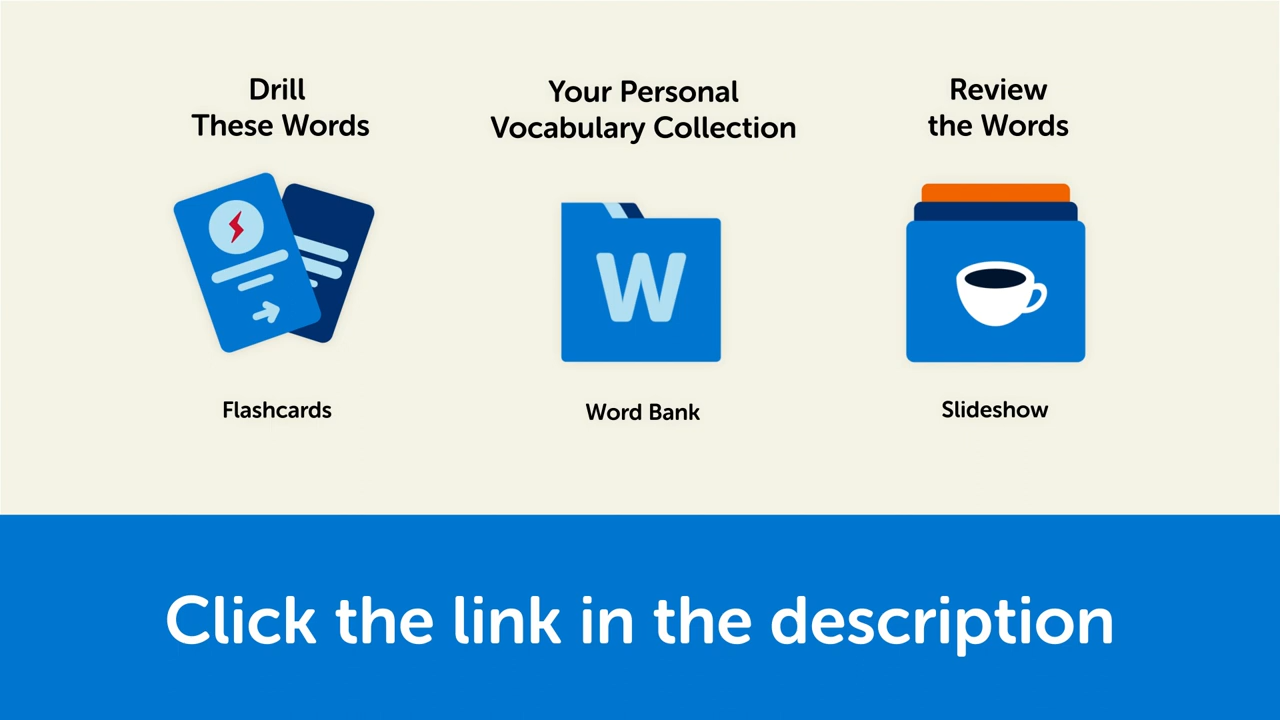 Drill
These Words
Your Personal
Vocabulary Collection
Review
the Words
W
Flashcards
Word Bank
Slideshow
Click the link in the description